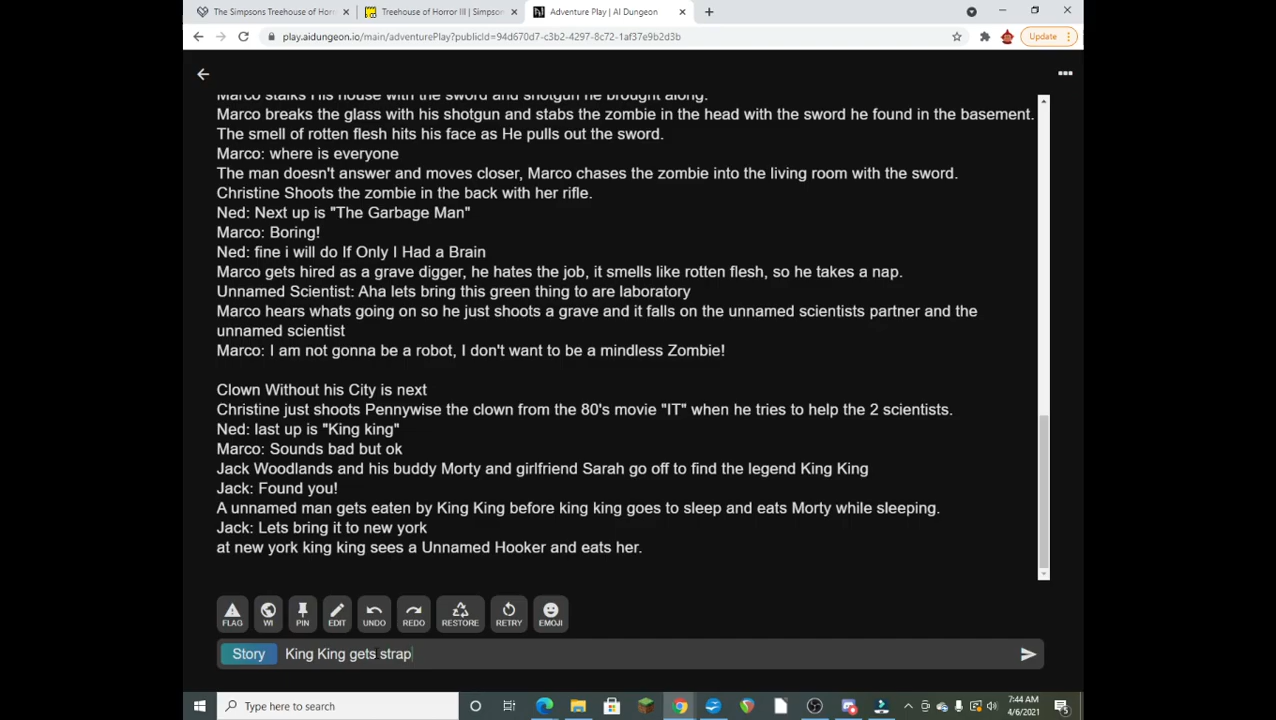 The Simpsons Treehouse of Horr
Treehouse of Horror III | Simpson
Adventure Play | AI Dungeon
play.aidungeon.io/main/adventurePlay?publicId=94d670d7-c3b2-4297-8c72-1af37e9b2d3b
Update
Marco stalks His house with the sword and shotgun he brought along.
Marco breaks the glass with his shotgun and stabs the zombie in the head with the sword he found in the basement.
The smell of rotten flesh hits his face as He pulls out the sword.
Marco: where is everyone
The man doesn't answer and moves closer, Marco chases the zombie into the living room with the sword.
Christine Shoots the zombie in the back with her rifle.
Ned: Next up is "The Garbage Man"
Marco: Boring!
Ned: fine i will do If Only I Had a Brain
Marco gets hired as a grave digger, he hates the job, it smells like rotten flesh, so he takes a nap.
Unnamed Scientist: Aha lets bring this green thing to are laboratory
Marco hears whats going on so he just shoots a grave and it falls on the unnamed scientists partner and the
unnamed scientist
Marco: I am not gonna be a robot, I don't want to be a mindless Zombie!
Clown Without his City is next
Christine just shoots Pennywise the clown from the 80's movie "IT" when he tries to help the 2 scientists.
Ned: last up is "King king"
Marco: Sounds bad but ok
Jack Woodlands and his buddy Morty and girlfriend Sarah go off to find the legend King King
Jack: Found you!
A unnamed man gets eaten by King King before king king goes to sleep and eats Morty while sleeping.
Jack: Lets bring it to new york
at new york king king sees a Unnamed Hooker and eats her.
FLAG WI PIN EDIT UNDO REDO RESTORE RETRY EMOJI
Story King King gets strap
Type here to search
7:44 AM
4/6/2021
5